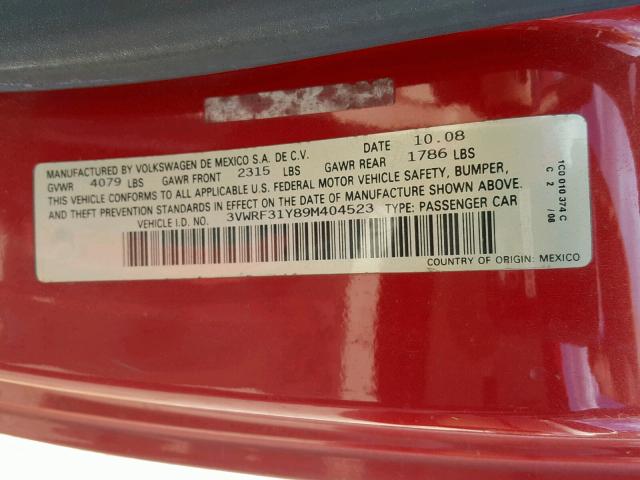 MANUFACTURED BY VOLKSWAGEN DE MEXICO S.A. DE C.V. DATE 10.08
GVWR 4079 LBS GAWR FRONT 2315 LBS GAWR REAR 1786 LBS
THIS VEHICLE CONFORMS TO ALL APPLICABLE U.S. FEDERAL MOTOR VEHICLE SAFETY, BUMPER,
AND THEFT PREVENTION STANDARDS IN EFFECT ON THE DATE OF MANUFACTURE SHOWN ABOVE.
VEHICLE I.D. NO. 3VWRF31Y89M404523 TYPE: PASSENGER CAR
COUNTRY OF ORIGIN: MEXICO
1C0 010 374 C
C 2 / 08